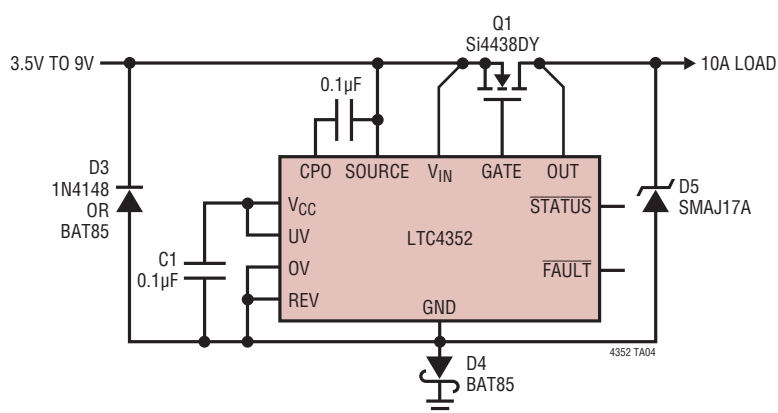 Q1
Si4438DY
3.5V TO 9V
10A LOAD
0.1µF
D3
1N4148
OR
BAT85
CPO SOURCE VIN GATE OUT
VCC
UV
OV
REV
LTC4352
STATUS
FAULT
GND
C1
0.1µF
D5
SMAJ17A
4352 TA04
D4
BAT85